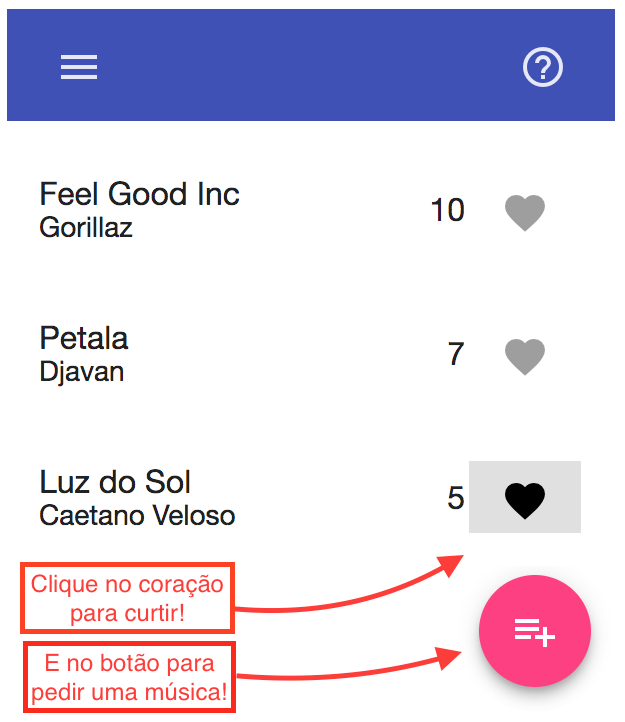 Feel Good Inc
Gorillaz
10
Petala
Djavan
7
Luz do Sol
Caetano Veloso
5
Clique no coração
para curtir!
E no botão para
pedir uma música!